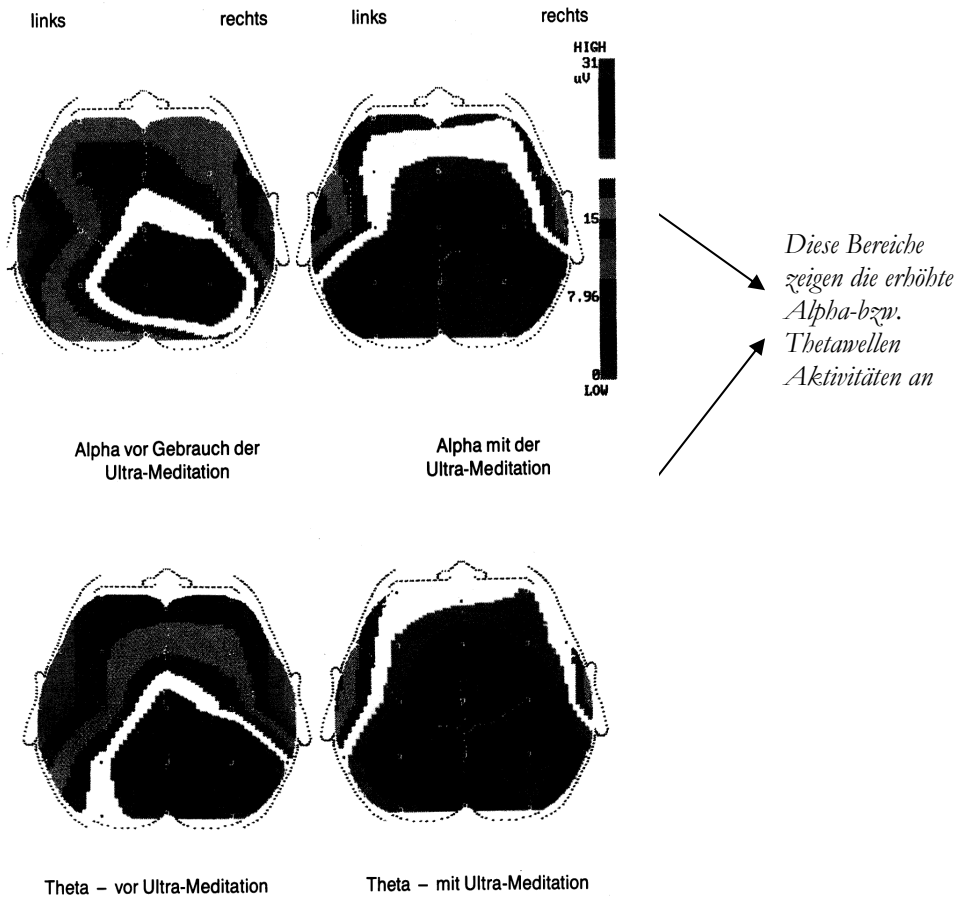 links
rechts
links
rechts
HIGH
31
uV
15
7.96
0
LOW
Diese Bereiche
zeigen die erhöhte
Alpha-bzw.
Thetawellen
Aktivitäten an
Alpha vor Gebrauch der
Ultra-Meditation
Alpha mit der
Ultra-Meditation
Theta – vor Ultra-Meditation
Theta – mit Ultra-Meditation